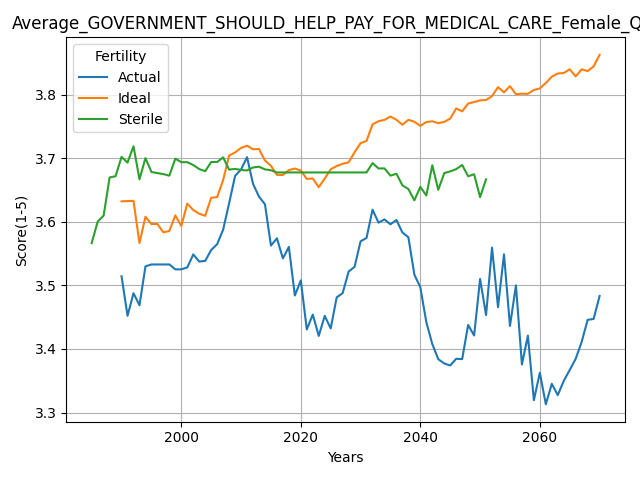 Average_GOVERNMENT_SHOULD_HELP_PAY_FOR_MEDICAL_CARE_Female_Q
Fertility
Actual
Ideal
Sterile
Score(1-5)
3.8
3.7
3.6
3.5
3.4
3.3
2000 2020 2040 2060
Years